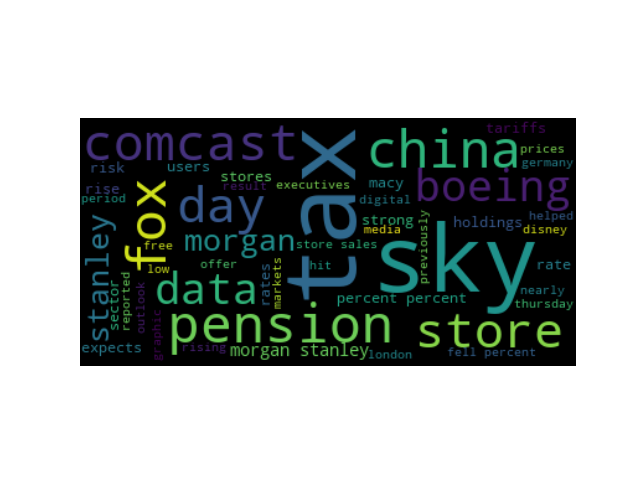 tariffs
comcast
tax
china
prices
germany
risk
users
stores
rise
result
executives
macy
boeing
period
fox
day
digital
stanley
strong
holdings
helped
free
morgan
store sales
media
previously
disney
low
offer
hit
sky
rate
sector
reported
outlook
data
rates
markets
percent percent
nearly
thursday
graphic
pension
store
expects
rising
morgan stanley
london
fell percent